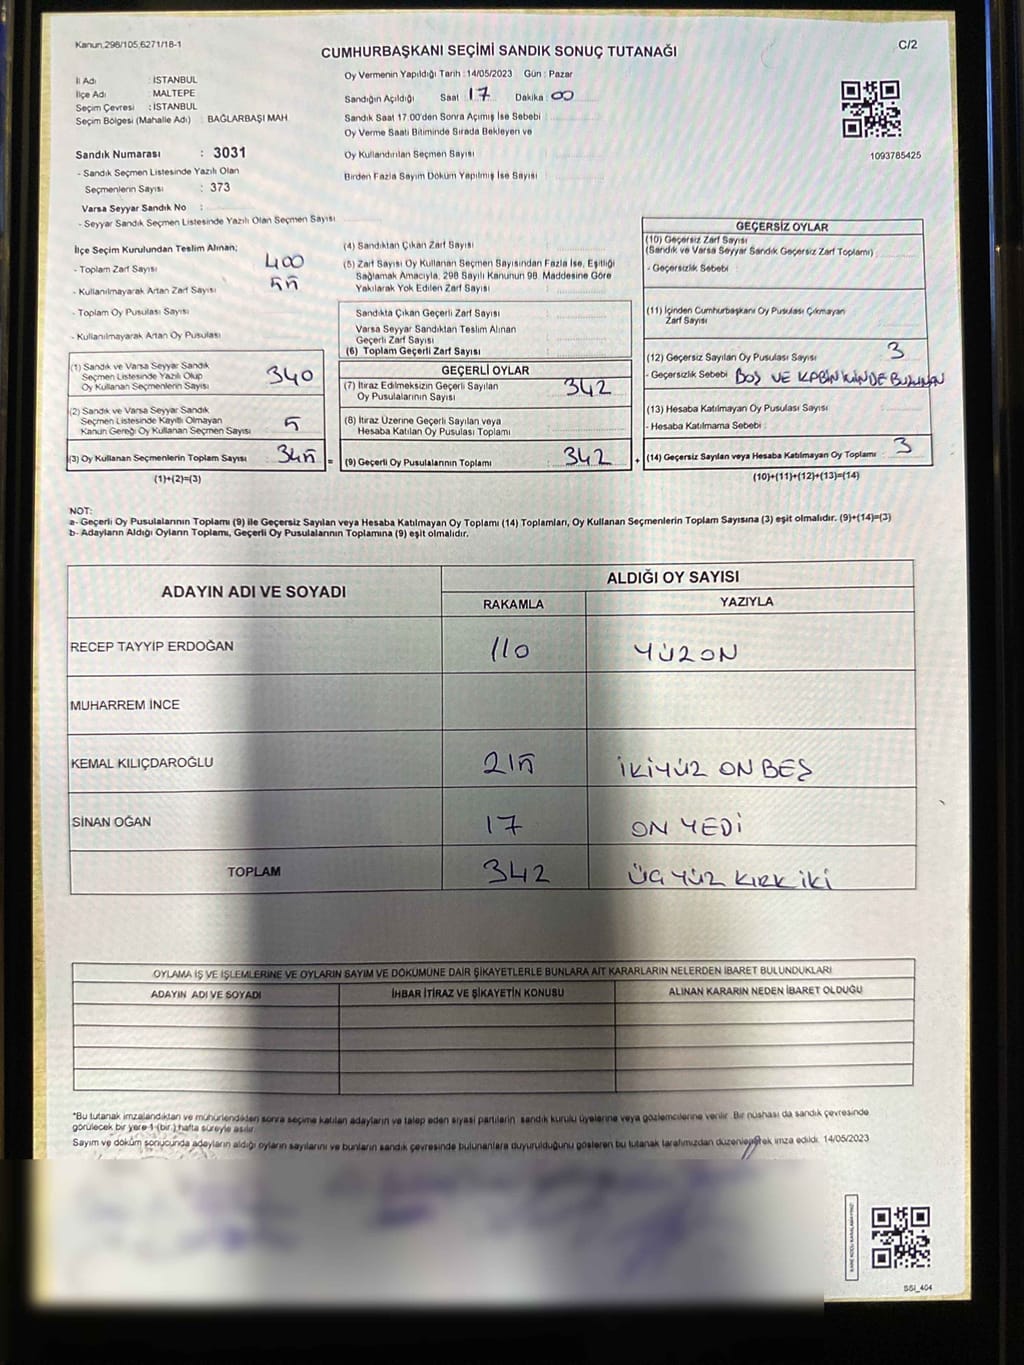 Kanun.298/105,6271/18-1
C/2
CUMHURBAŞKANI SEÇİMİ SANDIK SONUÇ TUTANAĞI
İl Adı : İSTANBUL
İlçe Adı : MALTEPE
Seçim Çevresi : İSTANBUL
Seçim Bölgesi (Mahalle Adı) : BAĞLARBAŞI MAH.
Sandık Numarası : 3031
- Sandık Seçmen Listesinde Yazılı Olan
Seçmenlerin Sayısı : 373
Varsa Seyyar Sandık No :
- Seyyar Sandık Seçmen Listesinde Yazılı Olan Seçmen Sayısı
Oy Vermenin Yapıldığı Tarih : 14/05/2023 Gün : Pazar
Sandığın Açıldığı Saat 17 Dakika : 00
Sandık Saat 17.00'den Sonra Açılmış İse Sebebi :
Oy Verme Saati Bitiminde Sırada Bekleyen ve
Oy Kullandırılan Seçmen Sayısı :
Birden Fazla Sayım Döküm Yapılmış İse Sayısı :
1093785425
İlçe Seçim Kurulundan Teslim Alınan;
- Toplam Zarf Sayısı 400
- Kullanılmayarak Artan Zarf Sayısı 55
- Toplam Oy Pusulası Sayısı
- Kullanılmayarak Artan Oy Pusulası
(1) Sandık ve Varsa Seyyar Sandık
Seçmen Listesinde Yazılı Olup
Oy Kullanan Seçmenlerin Sayısı : 340
(2) Sandık ve Varsa Seyyar Sandık
Seçmen Listesinde Kayıtlı Olmayan
Kanun Gereği Oy Kullanan Seçmen Sayısı : 5
(3) Oy Kullanan Seçmenlerin Toplam Sayısı : 345 =
(1)+(2)=(3)
(4) Sandıktan Çıkan Zarf Sayısı :
(5) Zarf Sayısı Oy Kullanan Seçmen Sayısından Fazla İse, Eşitliği
Sağlamak Amacıyla, 298 Sayılı Kanunun 98. Maddesine Göre
Yakılarak Yok Edilen Zarf Sayısı :
Sandıkta Çıkan Geçerli Zarf Sayısı :
Varsa Seyyar Sandıktan Teslim Alınan
Geçerli Zarf Sayısı :
(6) Toplam Geçerli Zarf Sayısı :
GEÇERLİ OYLAR
(7) İtiraz Edilmeksizin Geçerli Sayılan
Oy Pusulalarının Sayısı : 342
(8) İtiraz Üzerine Geçerli Sayılan veya
Hesaba Katılan Oy Pusulası Toplamı :
(9) Geçerli Oy Pusulalarının Toplamı : 342 +
GEÇERSİZ OYLAR
(10) Geçersiz Zarf Sayısı
(Sandık ve Varsa Seyyar Sandık Geçersiz Zarf Toplamı) :
- Geçersizlik Sebebi :
(11) İçinden Cumhurbaşkanı Oy Pusulası Çıkmayan
Zarf Sayısı :
(12) Geçersiz Sayılan Oy Pusulası Sayısı : 3
- Geçersizlik Sebebi BOŞ VE KABİN İÇİNDE BULUNAN
(13) Hesaba Katılmayan Oy Pusulası Sayısı :
- Hesaba Katılmama Sebebi :
(14) Geçersiz Sayılan veya Hesaba Katılmayan Oy Toplamı : 3
(10)+(11)+(12)+(13)=(14)
NOT:
a- Geçerli Oy Pusulalarının Toplamı (9) ile Geçersiz Sayılan veya Hesaba Katılmayan Oy Toplamı (14) Toplamları, Oy Kullanan Seçmenlerin Toplam Sayısına (3) eşit olmalıdır. (9)+(14)=(3)
b- Adayların Aldığı Oyların Toplamı, Geçerli Oy Pusulalarının Toplamına (9) eşit olmalıdır.
ADAYIN ADI VE SOYADI
ALDIĞI OY SAYISI
RAKAMLA YAZIYLA
RECEP TAYYİP ERDOĞAN 110 YÜZ ON
MUHARREM İNCE
KEMAL KILIÇDAROĞLU 215 İKİYÜZ ON BEŞ
SİNAN OĞAN 17 ON YEDİ
TOPLAM 342 ÜÇ YÜZ KIRK İKİ
OYLAMA İŞ VE İŞLEMLERİNE VE OYLARIN SAYIM VE DÖKÜMÜNE DAİR ŞİKAYETLERLE BUNLARA AİT KARARLARIN NELERDEN İBARET BULUNDUKLARI
ADAYIN ADI VE SOYADI İHBAR İTİRAZ VE ŞİKAYETİN KONUSU ALINAN KARARIN NEDEN İBARET OLDUĞU
*Bu tutanak imzalandıktan ve mühürlendikten sonra seçime katılan adayların ve talep eden siyasi partilerin sandık kurulu üyelerine veya gözlemcilerine verilir. Bir nüshası da sandık çevresinde
görülecek bir yere 1 (bir) hafta süreyle asılır.
Sayım ve döküm sonucunda adayların aldığı oyların sayılarını ve bunların sandık çevresinde bulunanlara duyurulduğunu gösteren bu tutanak tarafımızdan düzenlenerek imza edildi. 14/05/2023
SSİ_404